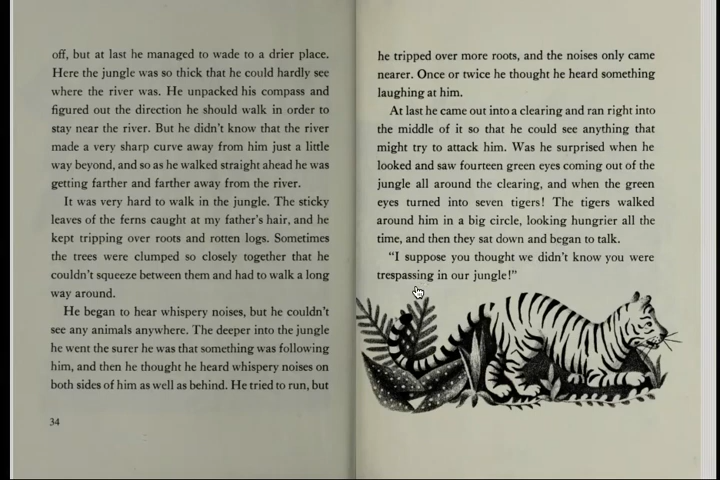 off, but at last he managed to wade to a drier place.
Here the jungle was so thick that he could hardly see
where the river was. He unpacked his compass and
figured out the direction he should walk in order to
stay near the river. But he didn't know that the river
made a very sharp curve away from him just a little
way beyond, and so as he walked straight ahead he was
getting farther and farther away from the river.
It was very hard to walk in the jungle. The sticky
leaves of the ferns caught at my father's hair, and he
kept tripping over roots and rotten logs. Sometimes
the trees were clumped so closely together that he
couldn't squeeze between them and had to walk a long
way around.
He began to hear whispery noises, but he couldn't
see any animals anywhere. The deeper into the jungle
he went the surer he was that something was following
him, and then he thought he heard whispery noises on
both sides of him as well as behind. He tried to run, but
34
he tripped over more roots, and the noises only came
nearer. Once or twice he thought he heard something
laughing at him.
At last he came out into a clearing and ran right into
the middle of it so that he could see anything that
might try to attack him. Was he surprised when he
looked and saw fourteen green eyes coming out of the
jungle all around the clearing, and when the green
eyes turned into seven tigers! The tigers walked
around him in a big circle, looking hungrier all the
time, and then they sat down and began to talk.
"I suppose you thought we didn't know you were
trespassing in our jungle!"